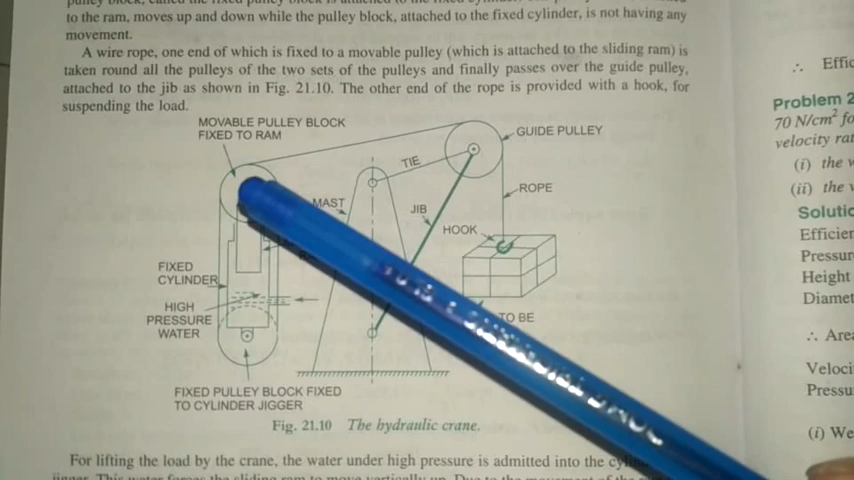 to the ram, moves up and down while the pulley block, attached to the fixed cylinder, is not having any
movement.
A wire rope, one end of which is fixed to a movable pulley (which is attached to the sliding ram) is
taken round all the pulleys of the two sets of the pulleys and finally passes over the guide pulley,
attached to the jib as shown in Fig. 21.10. The other end of the rope is provided with a hook, for
suspending the load.
MOVABLE PULLEY BLOCK
FIXED TO RAM
GUIDE PULLEY
TIE
MAST
JIB
ROPE
HOOK
FIXED
CYLINDER
HIGH
PRESSURE
WATER
TO BE
FIXED PULLEY BLOCK FIXED
TO CYLINDER JIGGER
Fig. 21.10 The hydraulic crane.
For lifting the load by the crane, the water under high pressure is admitted into the
∴ Effic
Problem 2
70 N/cm² fo
velocity rat
(i) the v
(ii) the v
Solutio
Efficien
Pressur
Height
Diamet
∴ Area
Veloci
Pressu
(i) We